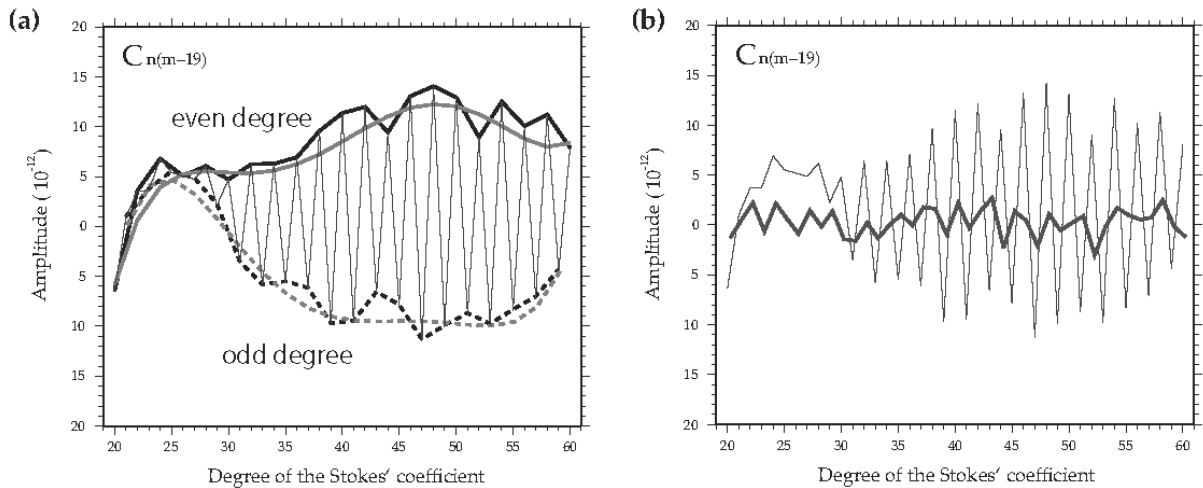 (a)
20
15
10
5
0
5
10
15
20
Amplitude (10-12)
Cn(m–19)
even degree
odd degree
20 25 30 35 40 45 50 55 60
Degree of the Stokes' coefficient
(b)
20
15
10
5
0
5
10
15
20
Amplitude (10-12)
Cn(m–19)
20 25 30 35 40 45 50 55 60
Degree of the Stokes' coefficient